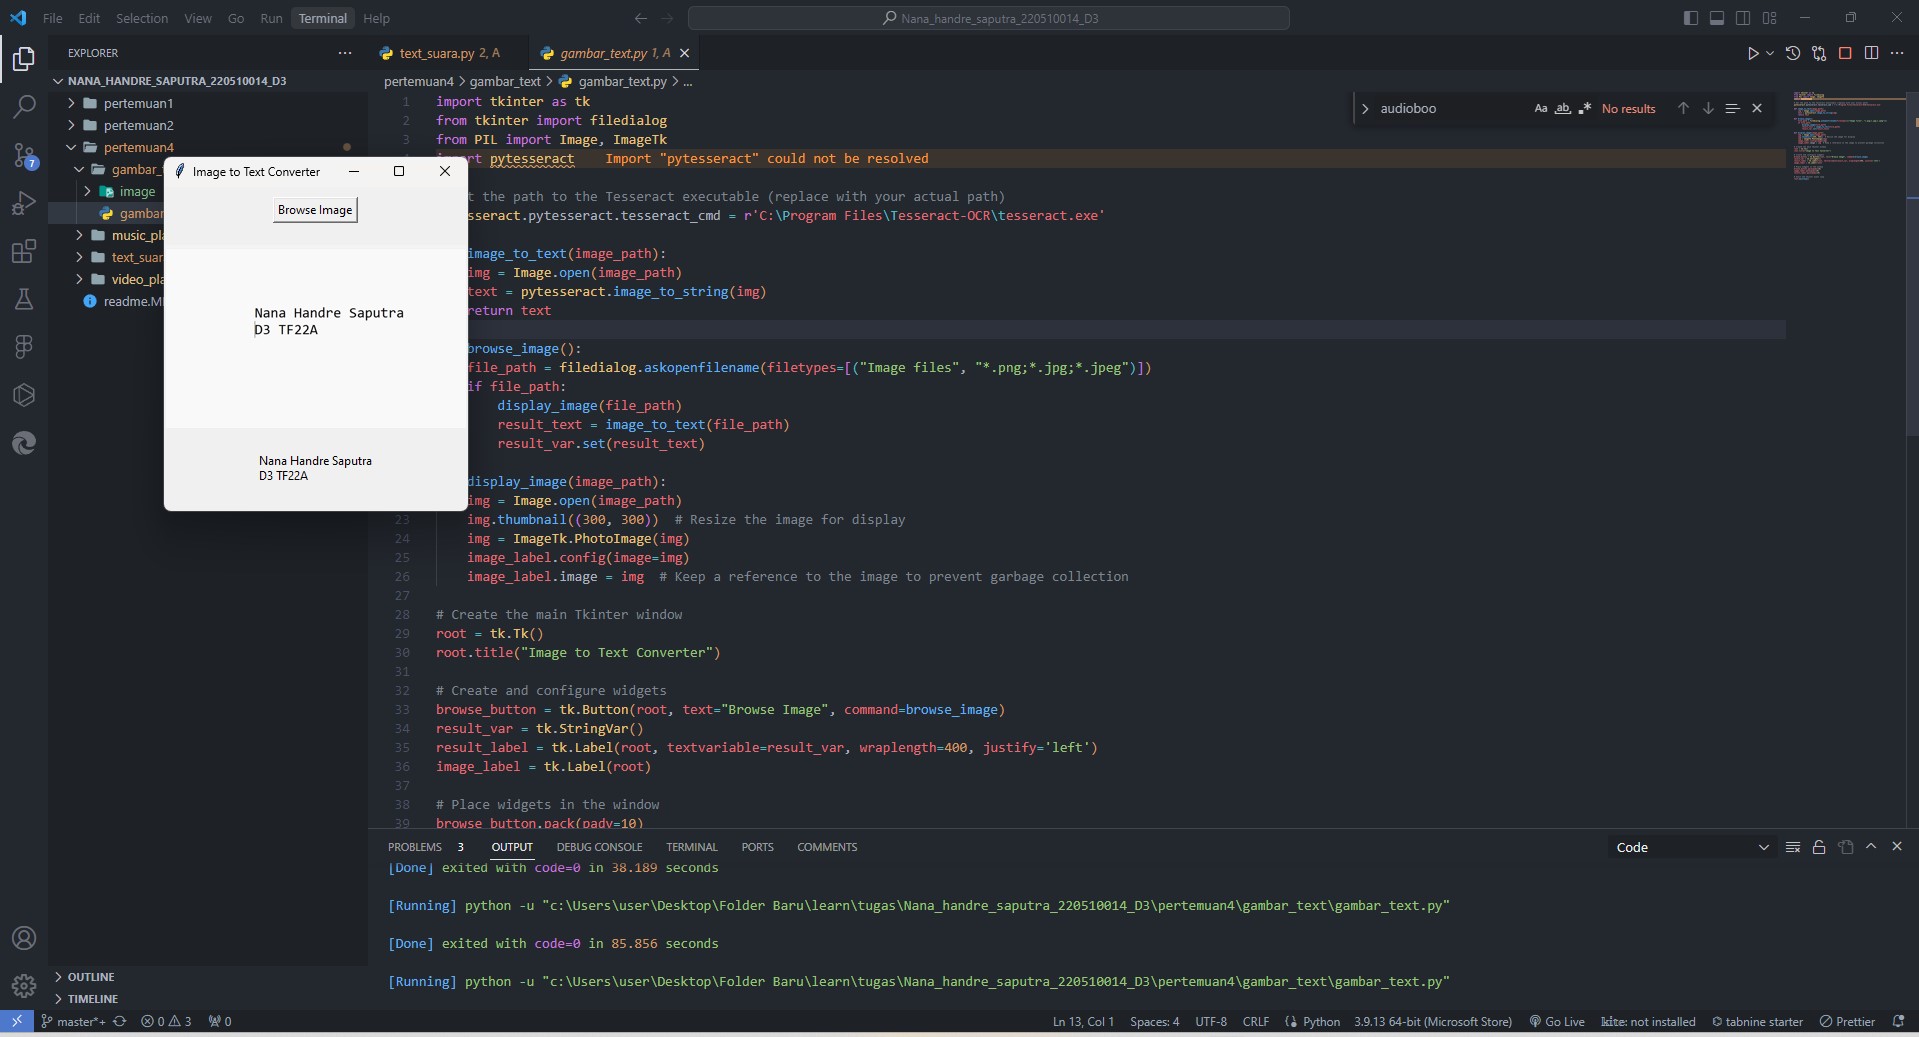 File Edit Selection View Go Run Terminal Help
Nana_handre_saputra_220510014_D3
EXPLORER
NANA_HANDRE_SAPUTRA_220510014_D3
pertemuan1
pertemuan2
pertemuan4
gambar_
image
gambar
music_pla
text_suar
video_pla
readme.M
OUTLINE
TIMELINE
text_suara.py 2, A
gambar_text.py 1, A
pertemuan4 > gambar_text > gambar_text.py > ...
audioboo
Aa ab .* No results
1 import tkinter as tk
2 from tkinter import filedialog
3 from PIL import Image, ImageTk
pytesseract Import "pytesseract" could not be resolved
the path to the Tesseract executable (replace with your actual path)
sseract.pytesseract.tesseract_cmd = r'C:\Program Files\Tesseract-OCR\tesseract.exe'
image_to_text(image_path):
img = Image.open(image_path)
text = pytesseract.image_to_string(img)
return text
browse_image():
file_path = filedialog.askopenfilename(filetypes=[("Image files", "*.png;*.jpg;*.jpeg")])
if file_path:
display_image(file_path)
result_text = image_to_text(file_path)
result_var.set(result_text)
display_image(image_path):
img = Image.open(image_path)
23 img.thumbnail((300, 300)) # Resize the image for display
24 img = ImageTk.PhotoImage(img)
25 image_label.config(image=img)
26 image_label.image = img # Keep a reference to the image to prevent garbage collection
27
28 # Create the main Tkinter window
29 root = tk.Tk()
30 root.title("Image to Text Converter")
31
32 # Create and configure widgets
33 browse_button = tk.Button(root, text="Browse Image", command=browse_image)
34 result_var = tk.StringVar()
35 result_label = tk.Label(root, textvariable=result_var, wraplength=400, justify='left')
36 image_label = tk.Label(root)
37
38 # Place widgets in the window
39 browse_button.pack(pady=10)
Image to Text Converter
Browse Image
Nana Handre Saputra
D3 TF22A
Nana Handre Saputra
D3 TF22A
PROBLEMS 3 OUTPUT DEBUG CONSOLE TERMINAL PORTS COMMENTS
Code
[Done] exited with code=0 in 38.189 seconds
[Running] python -u "c:\Users\user\Desktop\Folder Baru\learn\tugas\Nana_handre_saputra_220510014_D3\pertemuan4\gambar_text\gambar_text.py"
[Done] exited with code=0 in 85.856 seconds
[Running] python -u "c:\Users\user\Desktop\Folder Baru\learn\tugas\Nana_handre_saputra_220510014_D3\pertemuan4\gambar_text\gambar_text.py"
7
master*+ 0 3 0
Ln 13, Col 1 Spaces: 4 UTF-8 CRLF Python 3.9.13 64-bit (Microsoft Store) Go Live kite: not installed tabnine starter Prettier